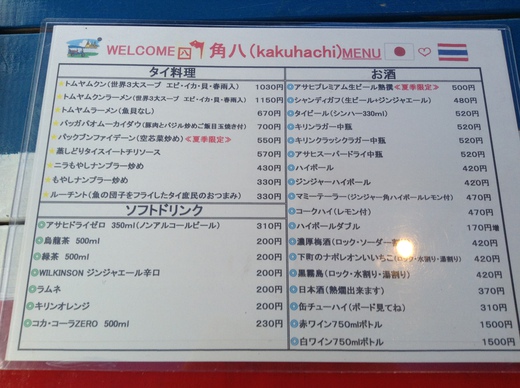 WELCOME 八 角八(kakuhachi)MENU
タイ料理
トムヤムクン(世界3大スープ エビ・イカ・貝・春雨入) 1030円
トムヤムクンラーメン(世界3大スープ エビ・イカ・貝・春雨入) 1150円
トムヤムラーメン(魚貝なし) 670円
パッガパオムーカイダウ(豚肉とバジル炒めご飯目玉焼き付) 700円
パックブンファイデーン(空芯菜炒め)≪夏季限定≫ 550円
蒸しどりタイスイートチリソース 570円
ニラもやしナンプラー炒め 430円
もやしナンプラー炒め 330円
ルーチント(魚の団子をフライしたタイ庶民のおつまみ) 330円
ソフトドリンク
アサヒドライゼロ 350ml(ノンアルコールビール) 310円
烏龍茶 500ml 200円
緑茶 500ml 200円
WILKINSON ジンジャエール辛口 200円
ラムネ 200円
キリンオレンジ 200円
コカ・コーラZERO 500ml 230円
お酒
アサヒプレミアム生ビール熟撰≪夏季限定≫ 500円
シャンディガフ(生ビール+ジンジャエール) 480円
タイビール(シンハー330ml) 520円
キリンラガー中瓶 520円
キリンクラッシクラガー中瓶 520円
アサヒスーパードライ中瓶 520円
ハイボール 420円
ジンジャーハイボール 420円
マミーテーラー(ジンジャー角ハイボールレモン付) 470円
コークハイ(レモン付) 470円
ハイボールダブル 170円増
濃厚梅酒(ロック・ソーダー割) 420円
下町のナポレオンいいちこ(ロック・水割り・湯割り) 420円
黒霧島(ロック・水割り・湯割り) 420円
日本酒(熱燗出来ます) 370円
缶チューハイ(ボード見てね) 310円
赤ワイン750mlボトル 1500円
白ワイン750mlボトル 1500円